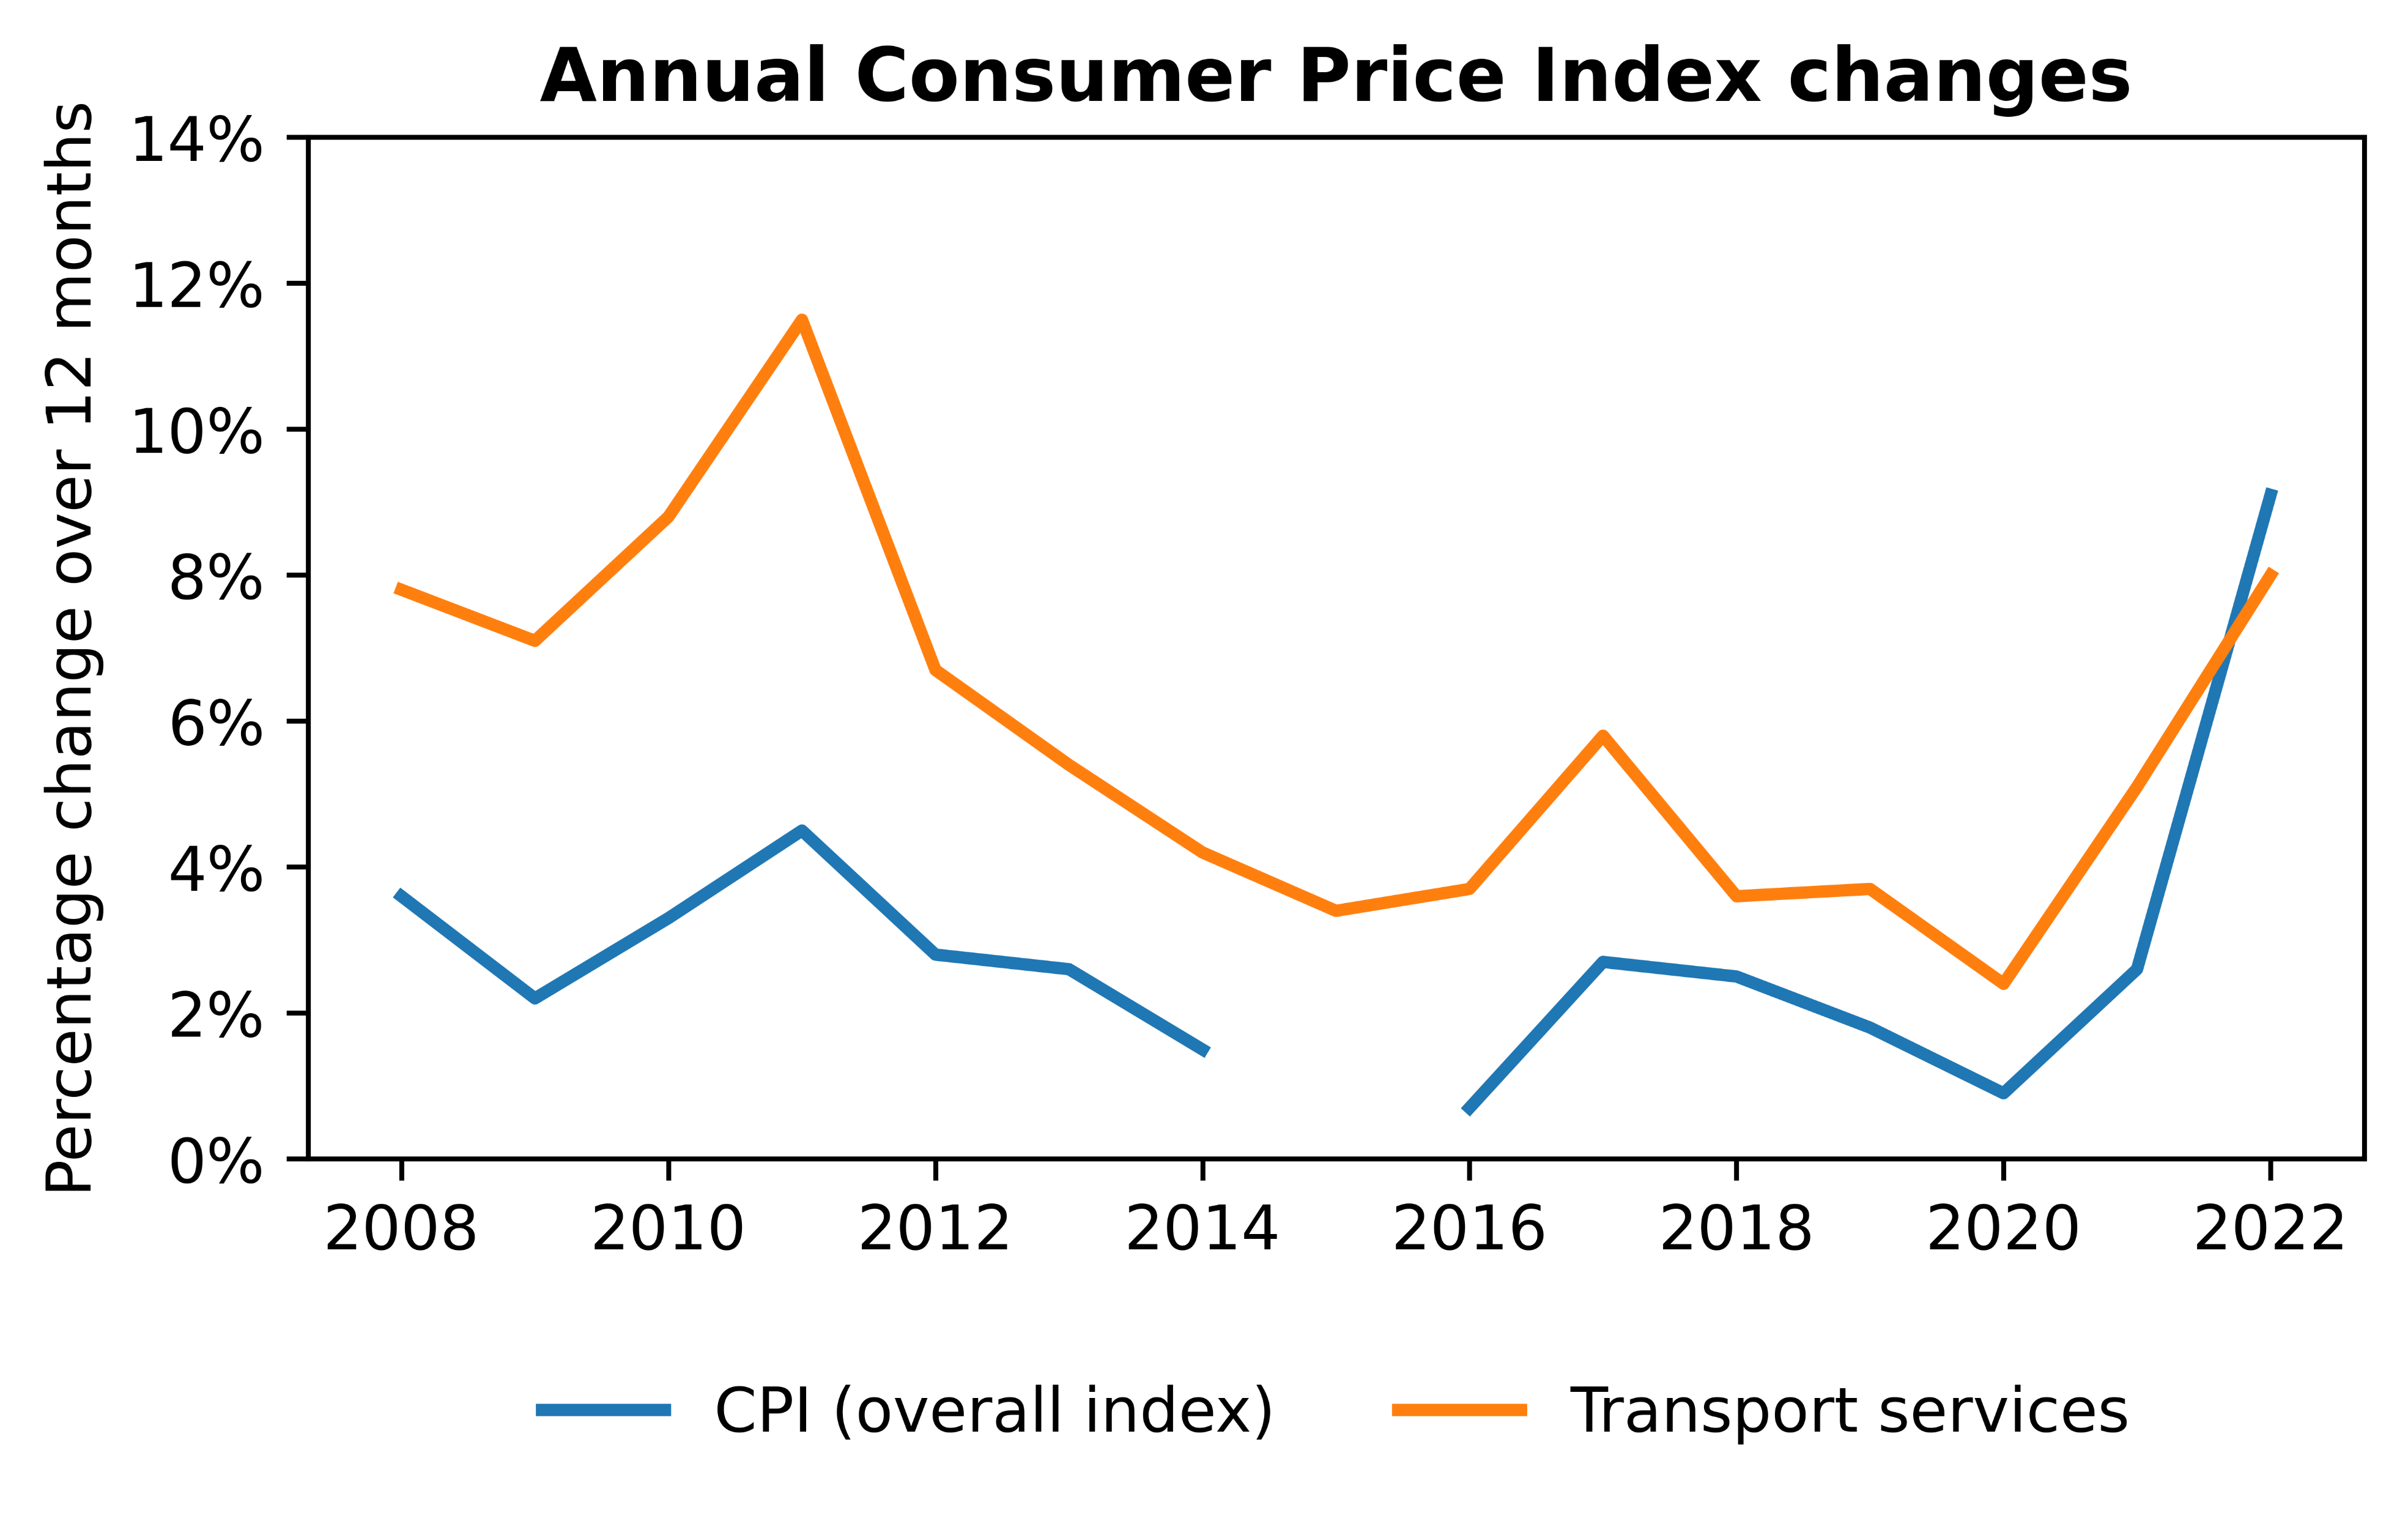 Annual Consumer Price Index changes
Percentage change over 12 months
14%
12%
10%
8%
6%
4%
2%
0%
2008 2010 2012 2014 2016 2018 2020 2022
CPI (overall index) Transport services